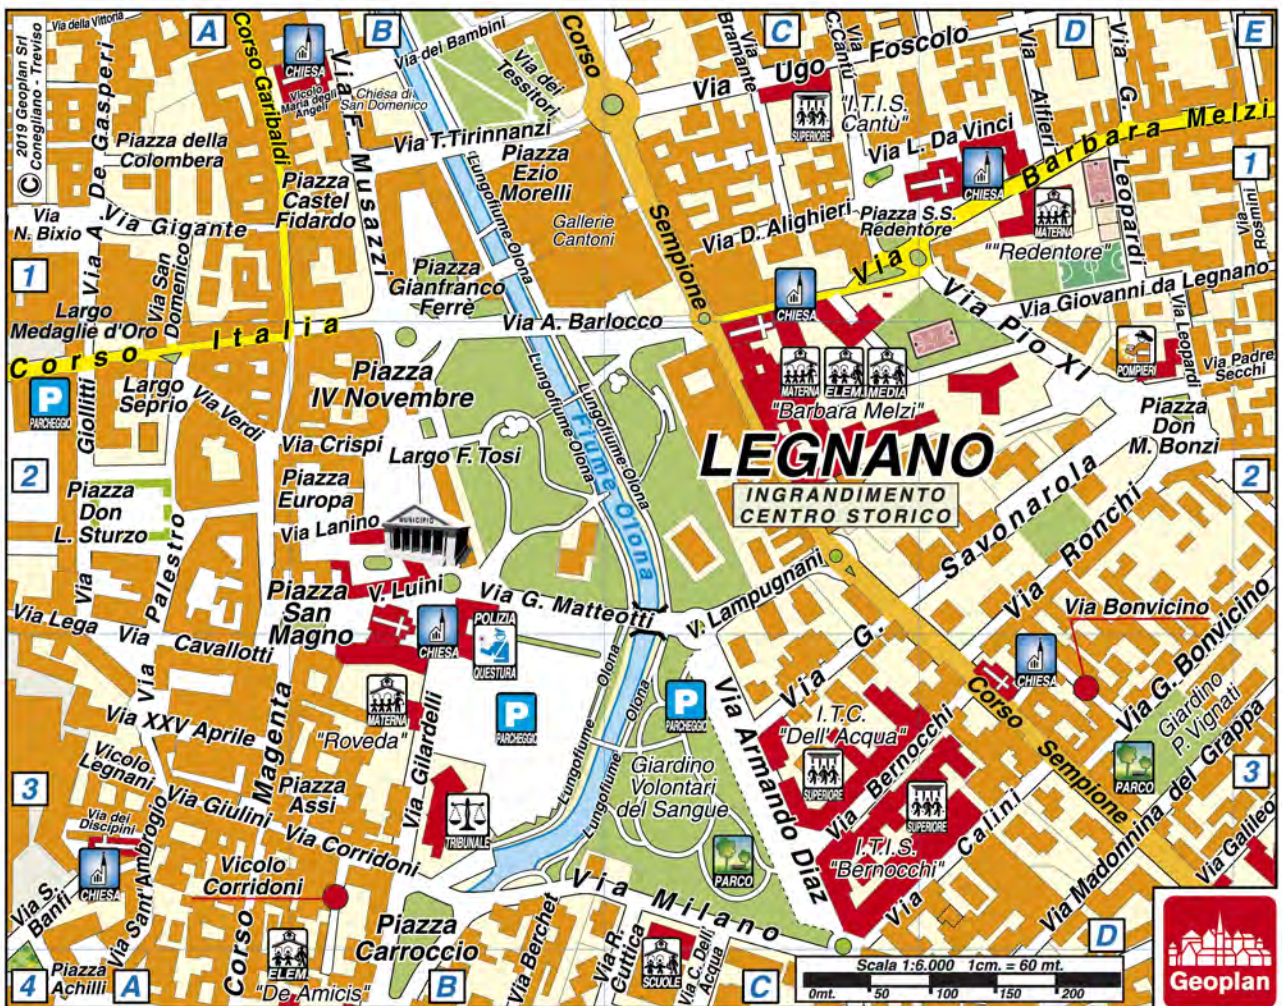 © 2019 Geoplan Srl
Conegliano - Treviso
A
B
C
D
E
Via della Vittoria
Corso Garibaldi
CHIESA
Vicolo
Maria degli
Angeli
Via F. Musazzi
Chiesa di
San Domenico
Via dei Bambini
Via dei
Tessitori
Corso
Sempione
Via
Bramante
Via
C.Cantù
Via Ugo Foscolo
SUPERIORE
"I.T.I.S.
Cantù"
Via
Alfieri
Via G. Leopardi
Via Barbara Melzi
Via A. De Gasperi
Piazza della
Colombera
Via T.Tirinnanzi
Piazza
Ezio
Morelli
Lungofiume Olona
Gallerie
Cantoni
Via L. Da Vinci
CHIESA
1
Piazza
Castel
Fidardo
Via
N. Bixio
Via Gigante
Via D. Alighieri
Piazza S.S.
Redentore
MATERNA
""Redentore"
Via
Rosmini
1
Largo
Medaglie d'Oro
Via San
Domenico
Piazza
Gianfranco
Ferrè
CHIESA
Via Giovanni da Legnano
Via Pio XI
Via Leopardi
Corso Italia
Via A. Barlocco
POMPIERI
Via Padre
Secchi
P
PARCHEGGIO
Giolitti
Largo
Seprio
Via Verdi
Piazza
IV Novembre
Lungofiume Olona
Lungofiume Olona
Fiume Olona
MATERNA
ELEM.
MEDIA
"Barbara Melzi"
Piazza
Don
M. Bonzi
Via Crispi
Largo F. Tosi
LEGNANO
INGRANDIMENTO
CENTRO STORICO
2
2
Piazza
Europa
Piazza
Don
L. Sturzo
Via Lanino
MUNICIPIO
Via Savonarola
Via Ronchi
Via
Palestro
Piazza
San
Magno
V. Luini
Via G. Matteotti
V. Lampugnani
Via Bonvicino
Via Lega
Via Cavallotti
CHIESA
POLIZIA
QUESTURA
Via G.
CHIESA
Via G. Bonvicino
Giardino
P. Vignati
Via
MATERNA
"Roveda"
P
PARCHEGGIO
Lungofiume Olona
Lungofiume Olona
P
PARCHEGGIO
Via Armando Diaz
I.T.C.
"Dell' Acqua"
SUPERIORE
Via Bernocchi
Corso Sempione
Via XXV Aprile
Corso Magenta
Via Gilardelli
PARCO
3
3
Vicolo
Legnani
Piazza
Assi
Via Giulini
Via Corridoni
TRIBUNALE
Giardino
Volontari
del Sangue
SUPERIORE
I.T.I.S.
"Bernocchi"
Via Calini
Via Madonnina del Grappa
Via Galileo
Via dei
Discipini
CHIESA
Via Sant'Ambrogio
Vicolo
Corridoni
PARCO
Via S.
Banfi
Piazza
Carroccio
Via Milano
Via Berchet
Via R.
Cuttica
SCUOLE
Via C. Delli
Acqua
D
4
Piazza
Achilli
A
ELEM.
"De Amicis"
B
C
Scala 1:6.000 1cm. = 60 mt.
0mt. 50 100 150 200
Geoplan